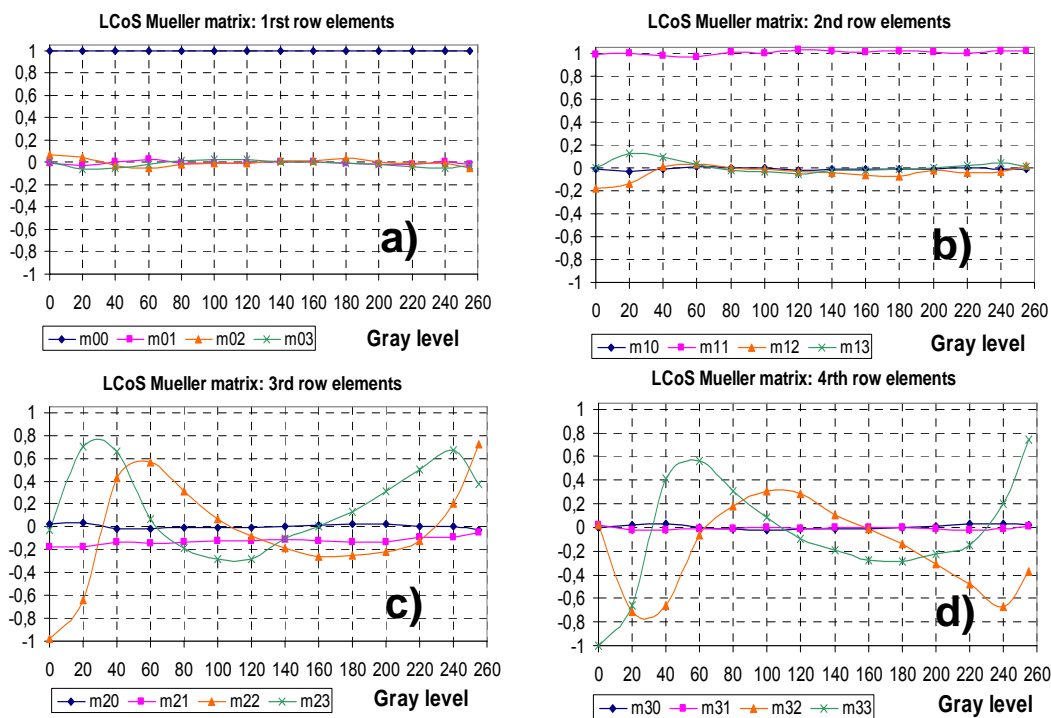 LCoS Mueller matrix: 1rst row elements
1
0,8
0,6
0,4
0,2
0
-0,2
-0,4
-0,6
-0,8
-1
a)
0 20 40 60 80 100 120 140 160 180 200 220 240 260
m00 m01 m02 m03
Gray level
LCoS Mueller matrix: 2nd row elements
1
0,8
0,6
0,4
0,2
0
-0,2
-0,4
-0,6
-0,8
-1
b)
0 20 40 60 80 100 120 140 160 180 200 220 240 260
m10 m11 m12 m13
Gray level
LCoS Mueller matrix: 3rd row elements
1
0,8
0,6
0,4
0,2
0
-0,2
-0,4
-0,6
-0,8
-1
c)
0 20 40 60 80 100 120 140 160 180 200 220 240 260
m20 m21 m22 m23
Gray level
LCoS Mueller matrix: 4rth row elements
1
0,8
0,6
0,4
0,2
0
-0,2
-0,4
-0,6
-0,8
-1
d)
0 20 40 60 80 100 120 140 160 180 200 220 240 260
m30 m31 m32 m33
Gray level